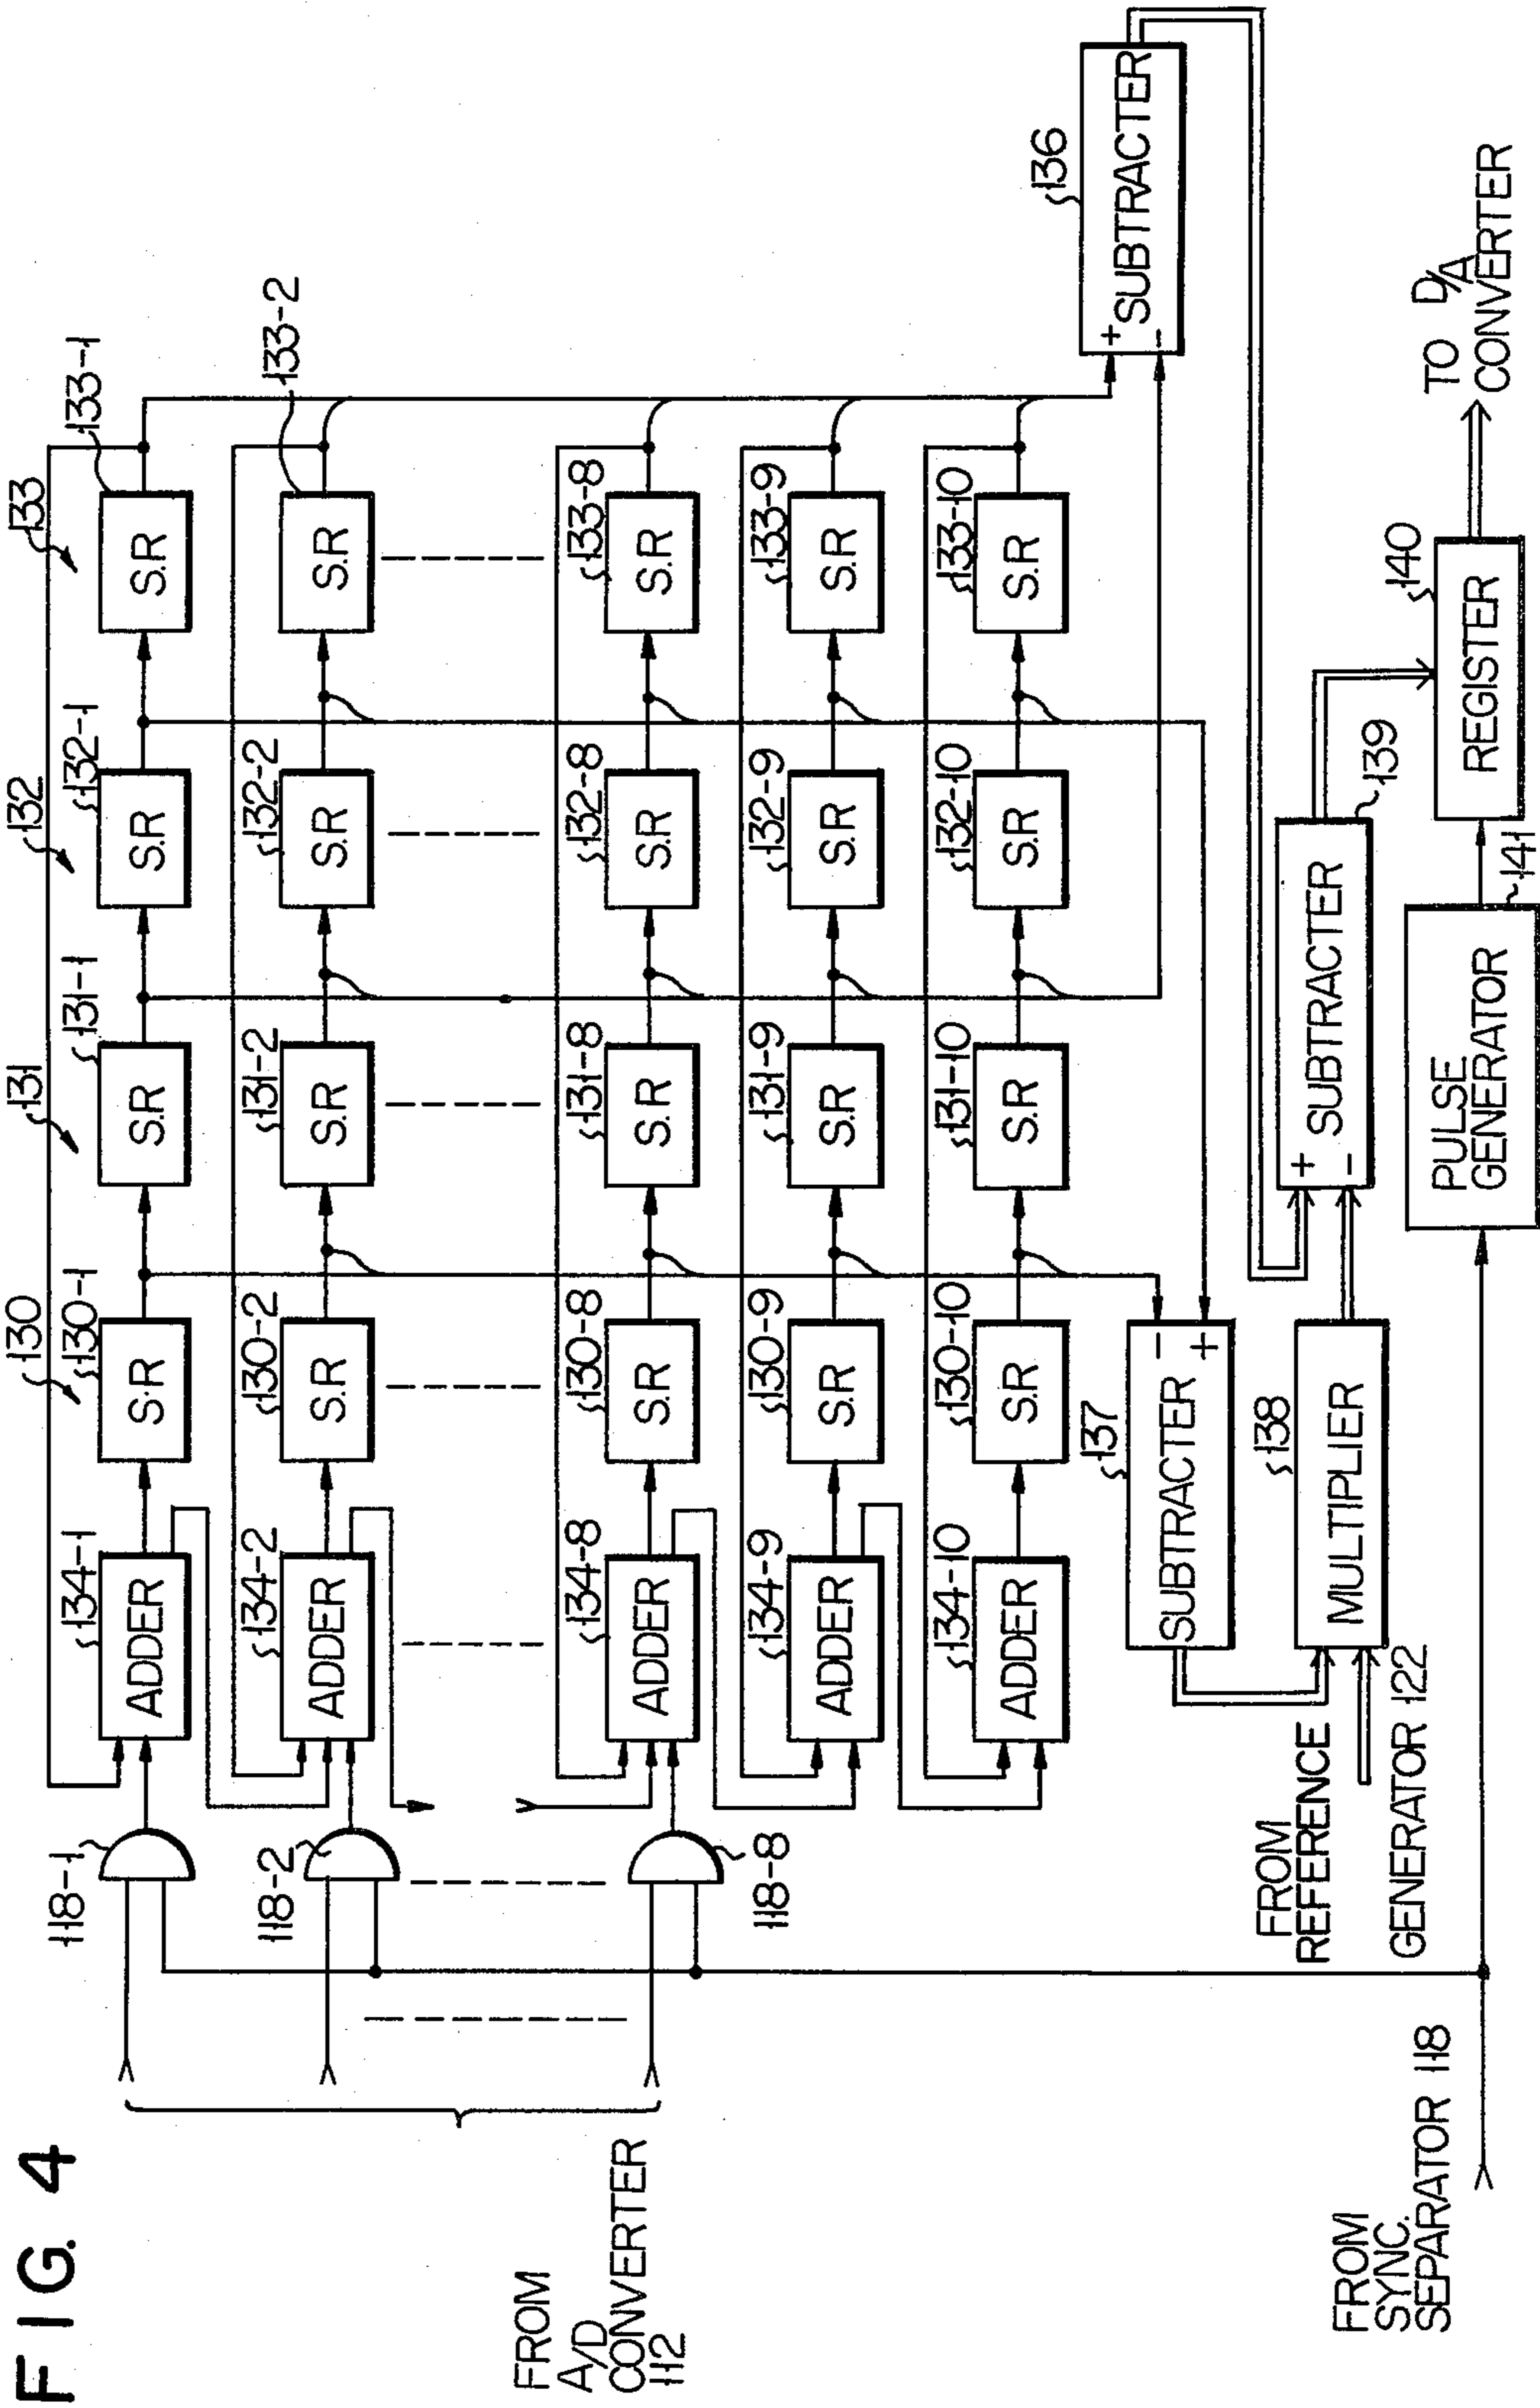 FIG. 4
130
131
132
133
118-1
134-1
ADDER
130-1
S.R
131-1
S.R
132-1
S.R
133-1
S.R
118-2
134-2
ADDER
130-2
S.R
131-2
S.R
132-2
S.R
133-2
S.R
118-8
134-8
ADDER
130-8
S.R
131-8
S.R
132-8
S.R
133-8
S.R
134-9
ADDER
130-9
S.R
131-9
S.R
132-9
S.R
133-9
S.R
134-10
ADDER
130-10
S.R
131-10
S.R
132-10
S.R
133-10
S.R
FROM
A/D
CONVERTER
112
137
SUBTRACTER
-
+
136
SUBTRACTER
+
-
138
MULTIPLIER
FROM
REFERENCE
GENERATOR 122
139
SUBTRACTER
+
-
140
REGISTER
TO D/A
CONVERTER
141
PULSE
GENERATOR
FROM
SYNC.
SEPARATOR 118